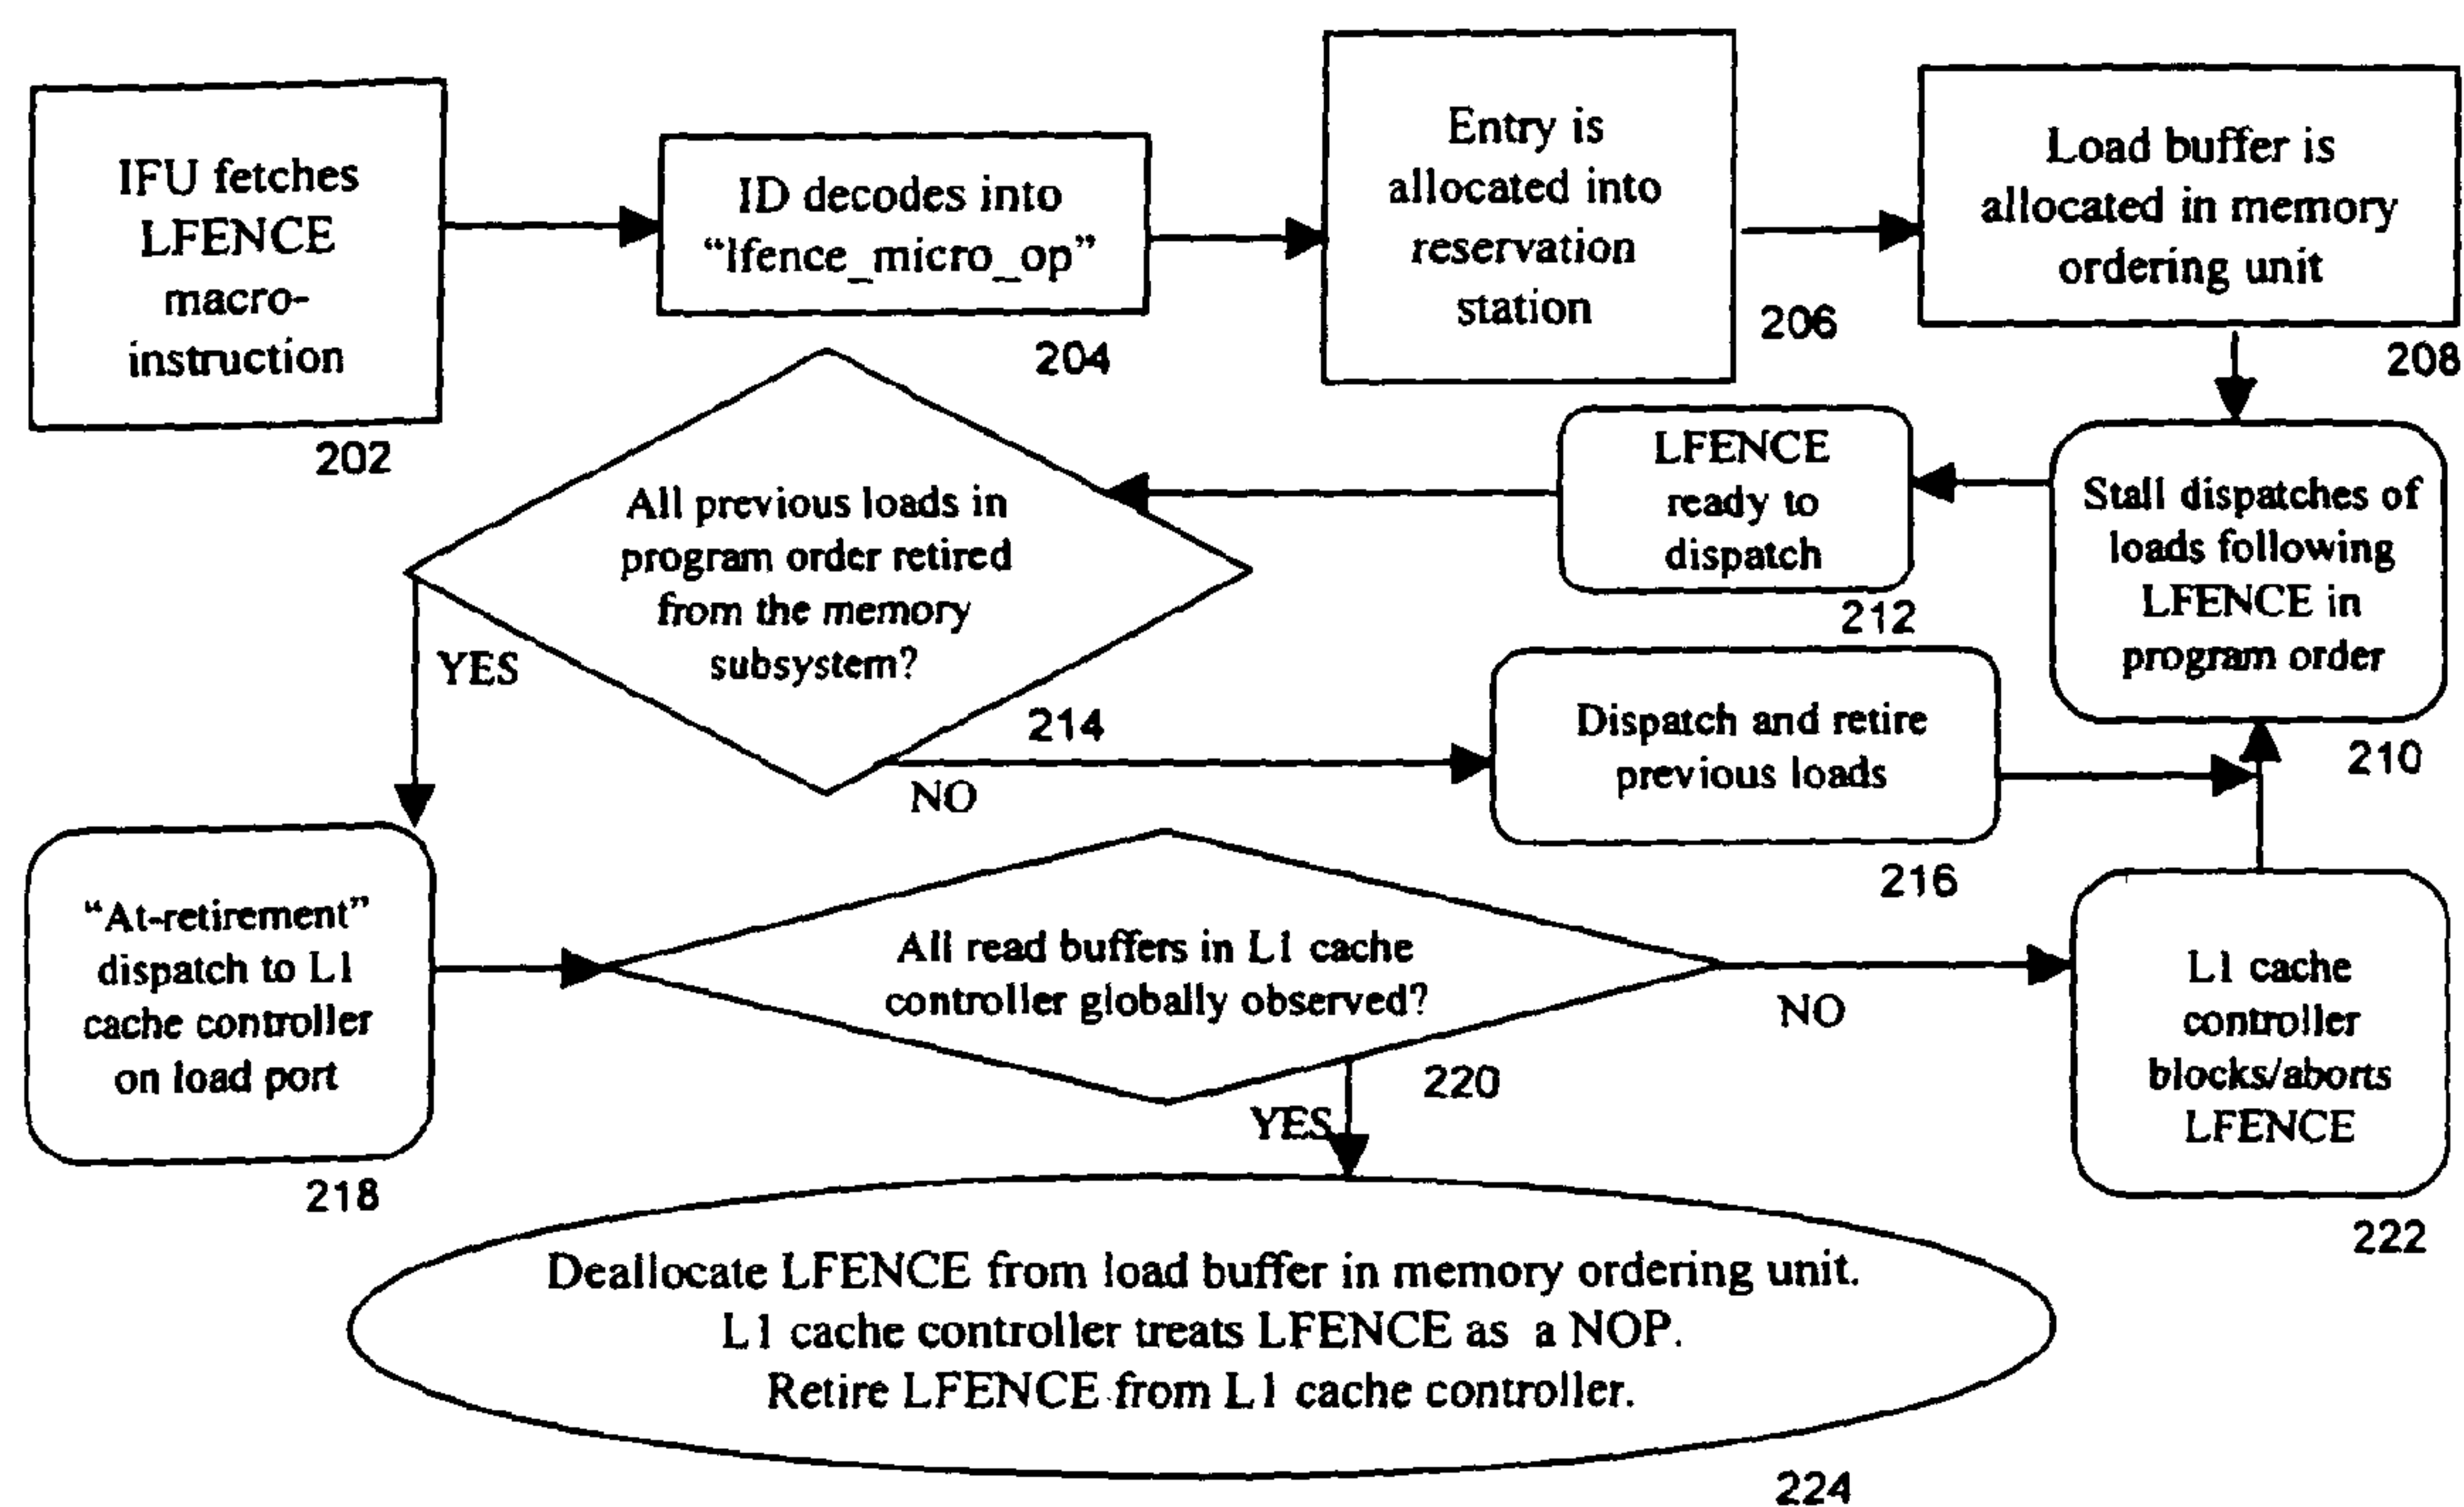 IFU fetches
LFENCE
macro-
instruction
202
ID decodes into
“lfence_micro_op”
204
Entry is
allocated into
reservation
station
206
Load buffer is
allocated in memory
ordering unit
208
Stall dispatches of
loads following
LFENCE in
program order
210
LFENCE
ready to
dispatch
212
All previous loads in
program order retired
from the memory
subsystem?
214
YES
NO
Dispatch and retire
previous loads
216
“At-retirement”
dispatch to L1
cache controller
on load port
218
All read buffers in L1 cache
controller globally observed?
220
YES
NO
L1 cache
controller
blocks/aborts
LFENCE
222
Deallocate LFENCE from load buffer in memory ordering unit.
L1 cache controller treats LFENCE as a NOP.
Retire LFENCE from L1 cache controller.
224